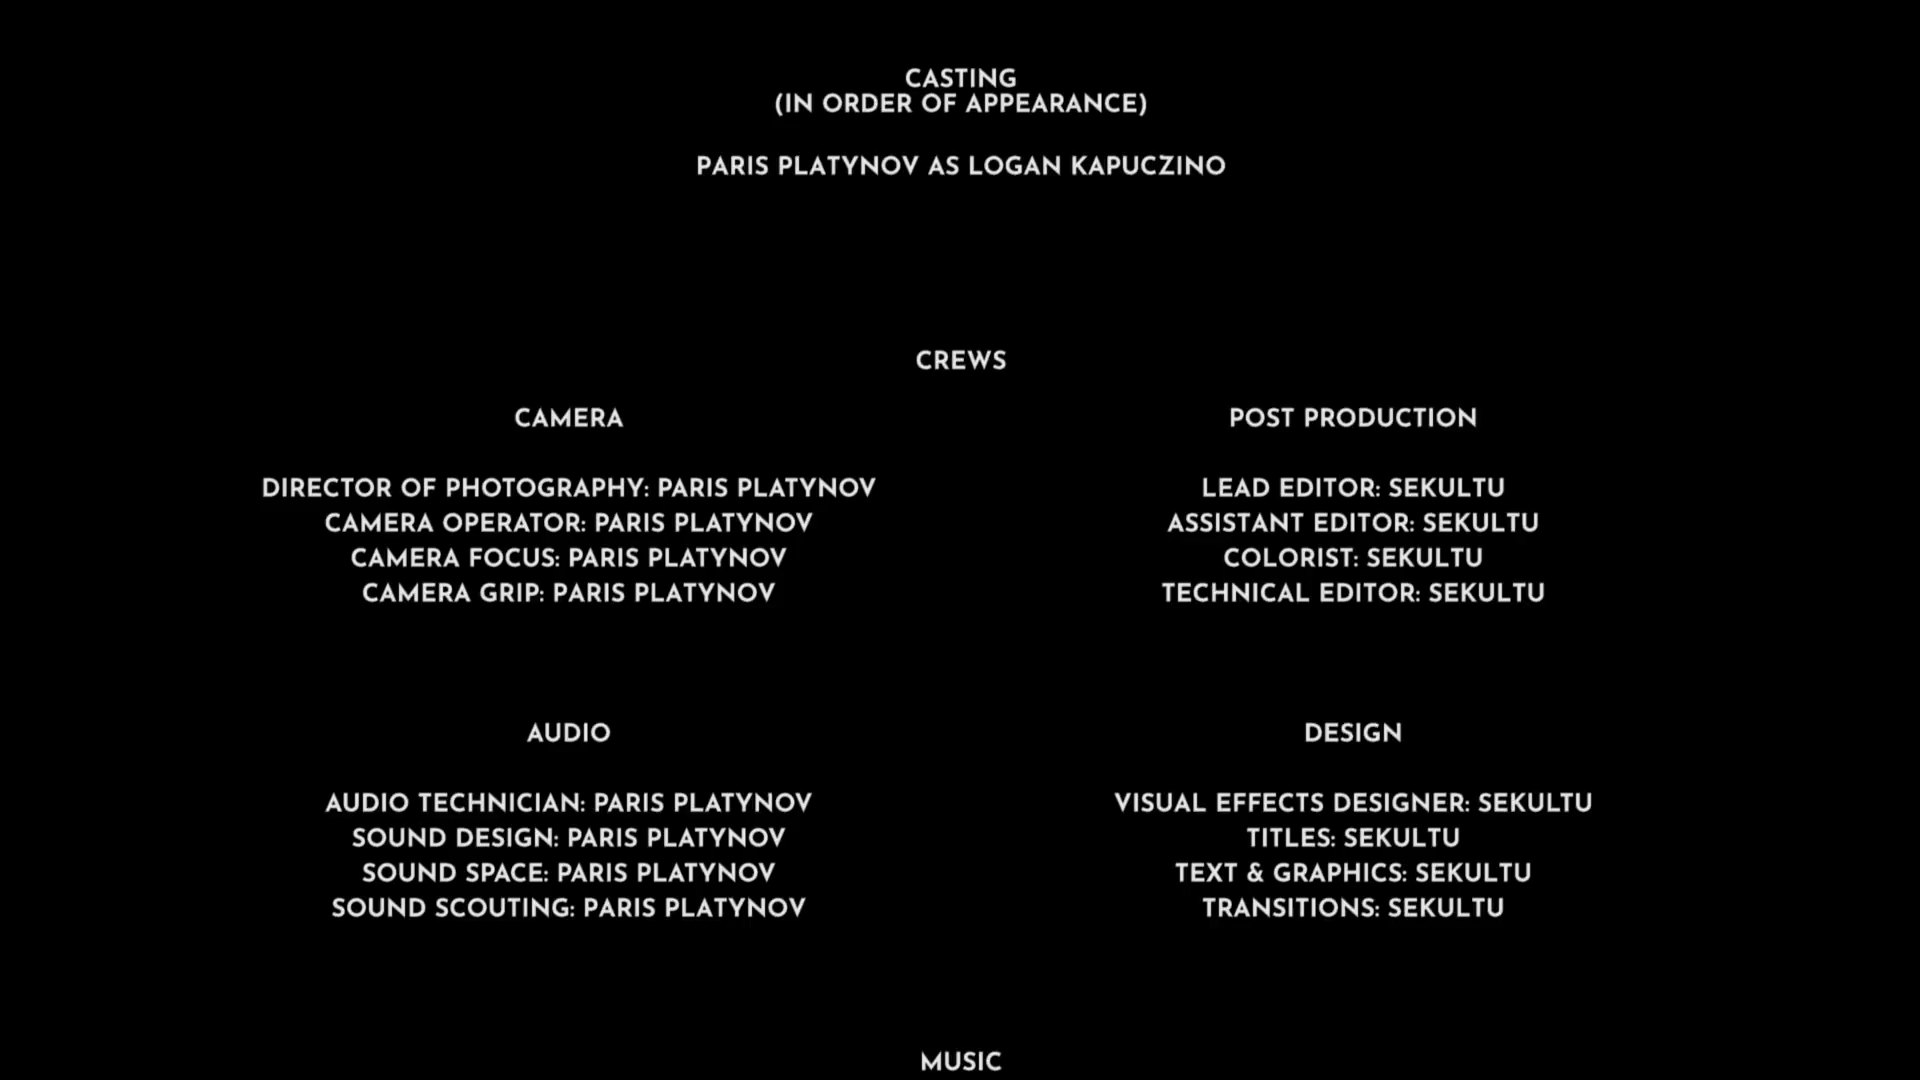 CASTING
(IN ORDER OF APPEARANCE)
PARIS PLATYNOV AS LOGAN KAPUCZINO
CREWS
CAMERA
DIRECTOR OF PHOTOGRAPHY: PARIS PLATYNOV
CAMERA OPERATOR: PARIS PLATYNOV
CAMERA FOCUS: PARIS PLATYNOV
CAMERA GRIP: PARIS PLATYNOV
POST PRODUCTION
LEAD EDITOR: SEKULTU
ASSISTANT EDITOR: SEKULTU
COLORIST: SEKULTU
TECHNICAL EDITOR: SEKULTU
AUDIO
AUDIO TECHNICIAN: PARIS PLATYNOV
SOUND DESIGN: PARIS PLATYNOV
SOUND SPACE: PARIS PLATYNOV
SOUND SCOUTING: PARIS PLATYNOV
DESIGN
VISUAL EFFECTS DESIGNER: SEKULTU
TITLES: SEKULTU
TEXT & GRAPHICS: SEKULTU
TRANSITIONS: SEKULTU
MUSIC